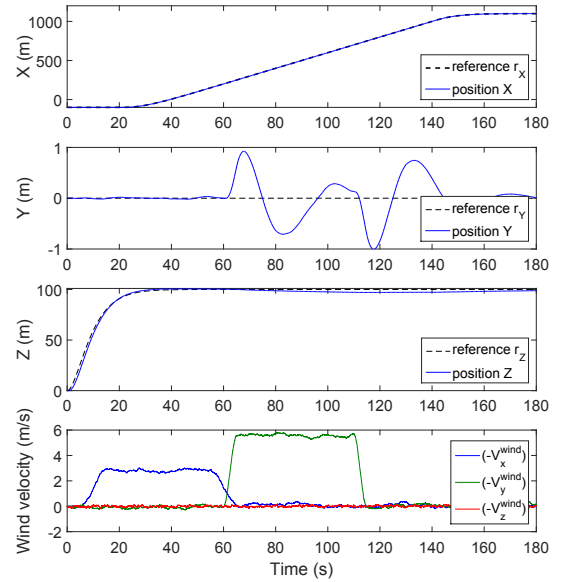 1000
500
0
X (m)
reference r_X
position X
0 20 40 60 80 100 120 140 160 180
1
0
-1
Y (m)
reference r_Y
position Y
0 20 40 60 80 100 120 140 160 180
100
50
0
Z (m)
reference r_Z
position Z
0 20 40 60 80 100 120 140 160 180
6
4
2
0
-2
Wind velocity (m/s)
(-V_x^wind)
(-V_y^wind)
(-V_z^wind)
0 20 40 60 80 100 120 140 160 180
Time (s)